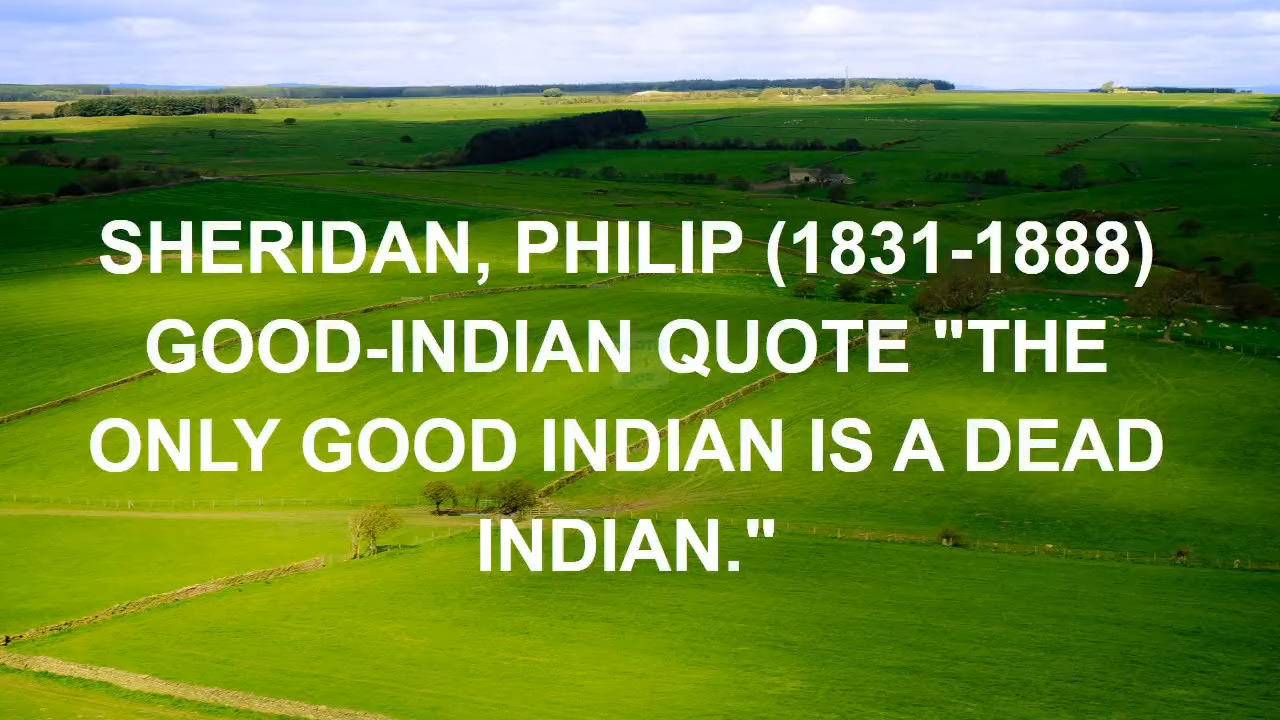 SHERIDAN, PHILIP (1831-1888)
GOOD-INDIAN QUOTE "THE
ONLY GOOD INDIAN IS A DEAD
INDIAN."